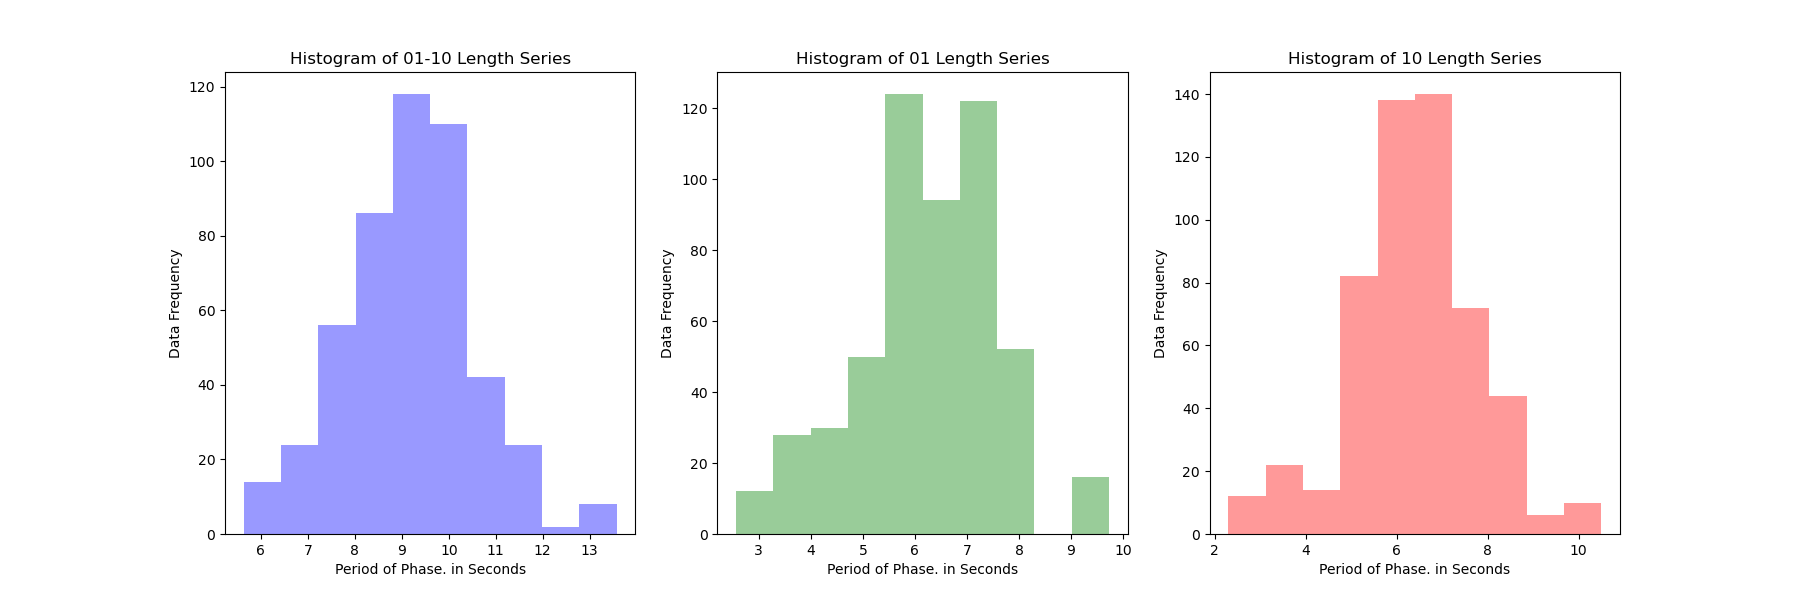 Histogram of 01-10 Length Series
120
100
80
60
40
20
0
Data Frequency
6 7 8 9 10 11 12 13
Period of Phase. in Seconds
Histogram of 01 Length Series
120
100
80
60
40
20
0
Data Frequency
3 4 5 6 7 8 9 10
Period of Phase. in Seconds
Histogram of 10 Length Series
140
120
100
80
60
40
20
0
Data Frequency
2 4 6 8 10
Period of Phase. in Seconds